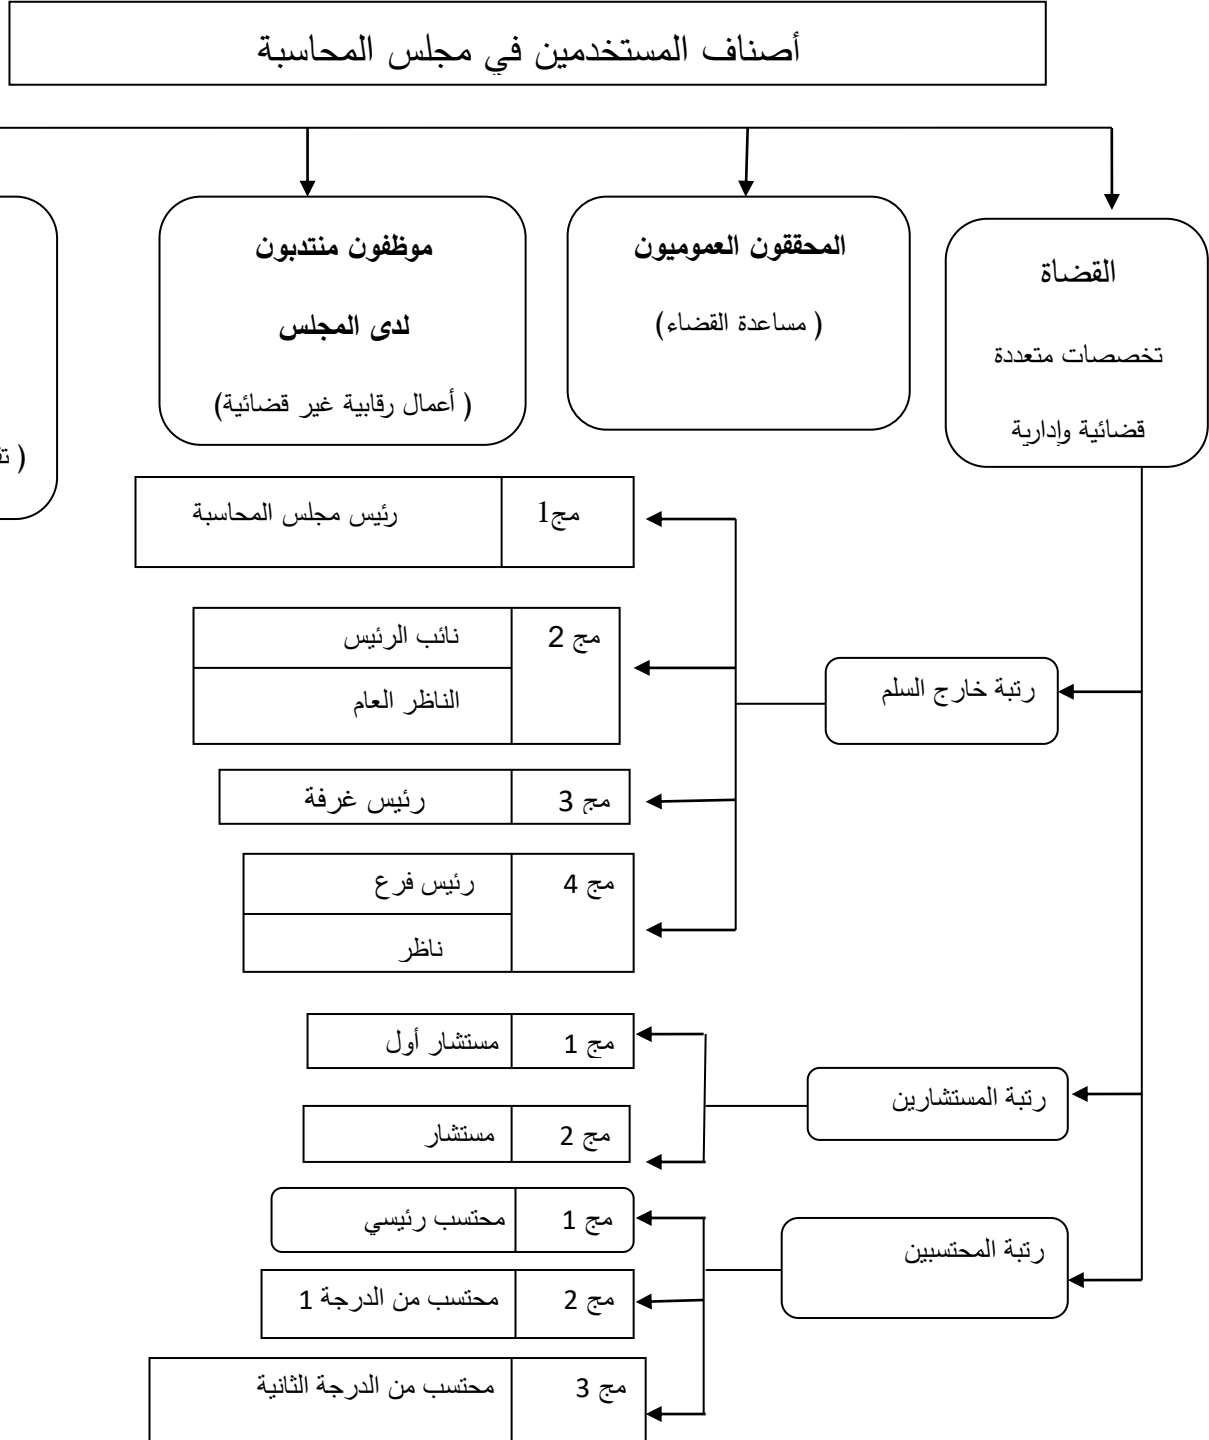 أصناف المستخدمين في مجلس المحاسبة
القضاة
تخصصات متعددة
قضائية وإدارية
المحققون العموميون
( مساعدة القضاء)
موظفون منتدبون
لدى المجلس
( أعمال رقابية غير قضائية)
رتبة خارج السلم
مج1 رئيس مجلس المحاسبة
مج 2 نائب الرئيس
الناظر العام
مج 3 رئيس غرفة
مج 4 رئيس فرع
ناظر
رتبة المستشارين
مج 1 مستشار أول
مج 2 مستشار
رتبة المحتسبين
مج 1 محتسب رئيسي
مج 2 محتسب من الدرجة 1
مج 3 محتسب من الدرجة الثانية